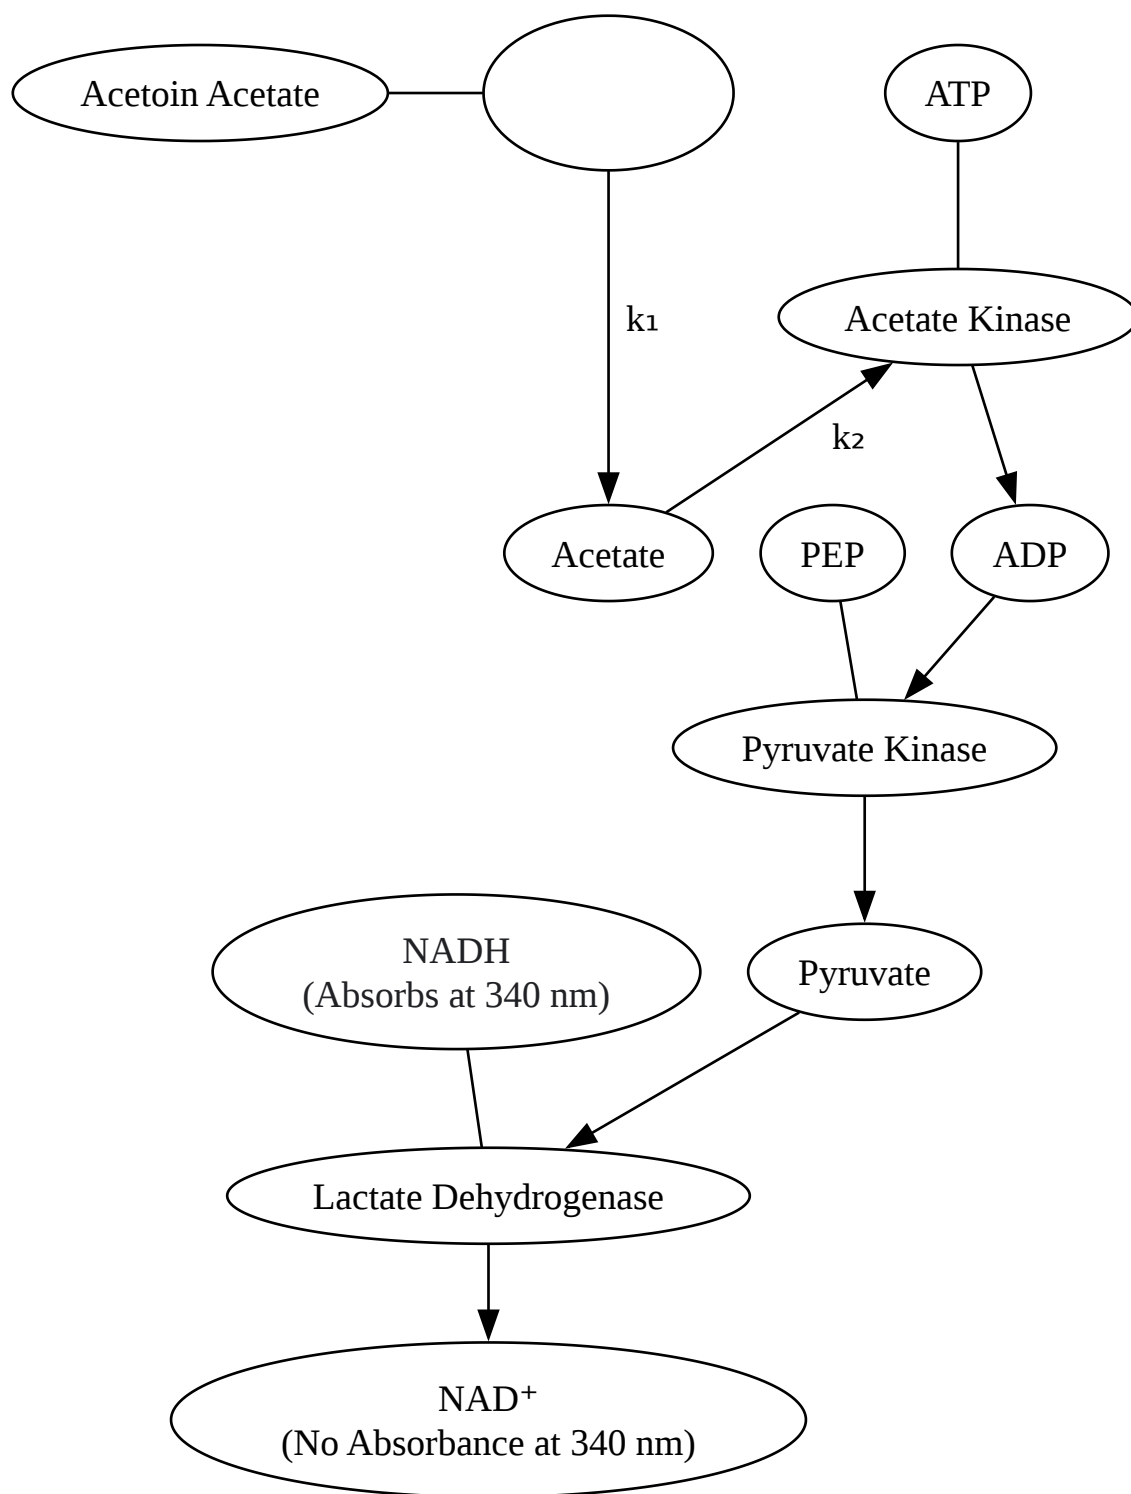 Acetoin Acetate
ATP
k₁
Acetate Kinase
k₂
Acetate
PEP
ADP
Pyruvate Kinase
NADH
(Absorbs at 340 nm)
Pyruvate
Lactate Dehydrogenase
NAD⁺
(No Absorbance at 340 nm)